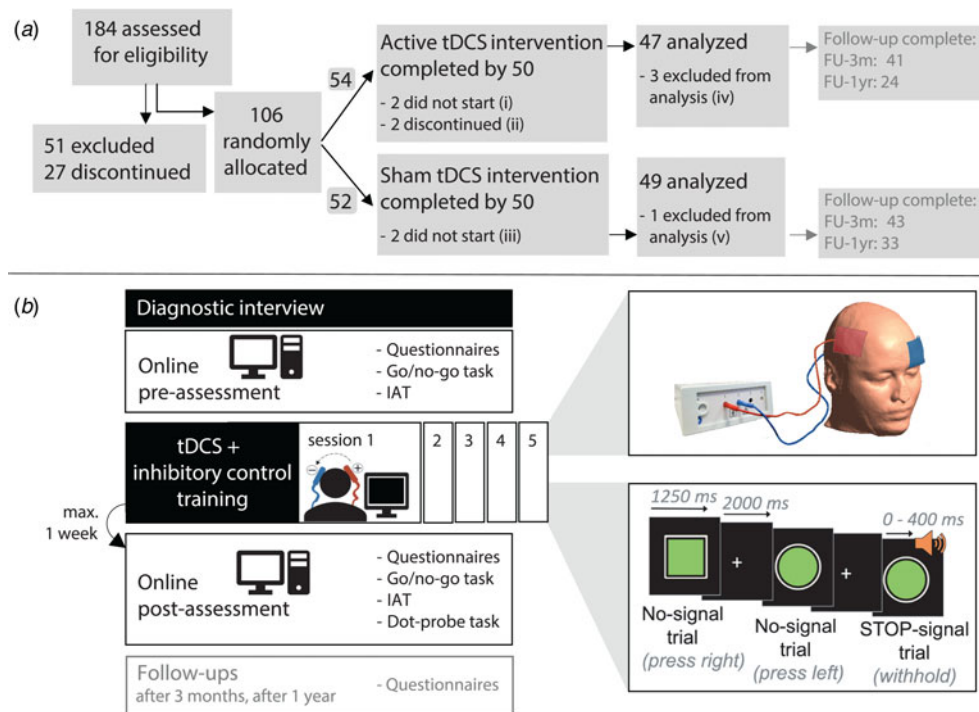 (a)
184 assessed
for eligibility
51 excluded
27 discontinued
106
randomly
allocated
54
52
Active tDCS intervention
completed by 50
- 2 did not start (i)
- 2 discontinued (ii)
47 analyzed
- 3 excluded from
analysis (iv)
Follow-up complete:
FU-3m: 41
FU-1yr: 24
Sham tDCS intervention
completed by 50
- 2 did not start (iii)
49 analyzed
- 1 excluded from
analysis (v)
Follow-up complete:
FU-3m: 43
FU-1yr: 33
(b)
Diagnostic interview
Online
pre-assessment
- Questionnaires
- Go/no-go task
- IAT
tDCS +
inhibitory control
training
session 1
− +
2 3 4 5
max.
1 week
Online
post-assessment
- Questionnaires
- Go/no-go task
- IAT
- Dot-probe task
Follow-ups
after 3 months, after 1 year
- Questionnaires
1250 ms
2000 ms
0 - 400 ms
+ +
No-signal
trial
(press right)
No-signal
trial
(press left)
STOP-signal
trial
(withhold)